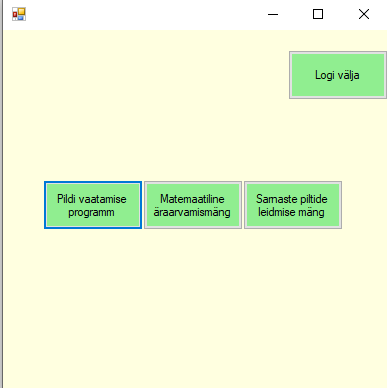 Logi välja
Pildi vaatamise
programm
Matemaatiline
äraarvamismäng
Sarnaste piltide
leidmise mäng